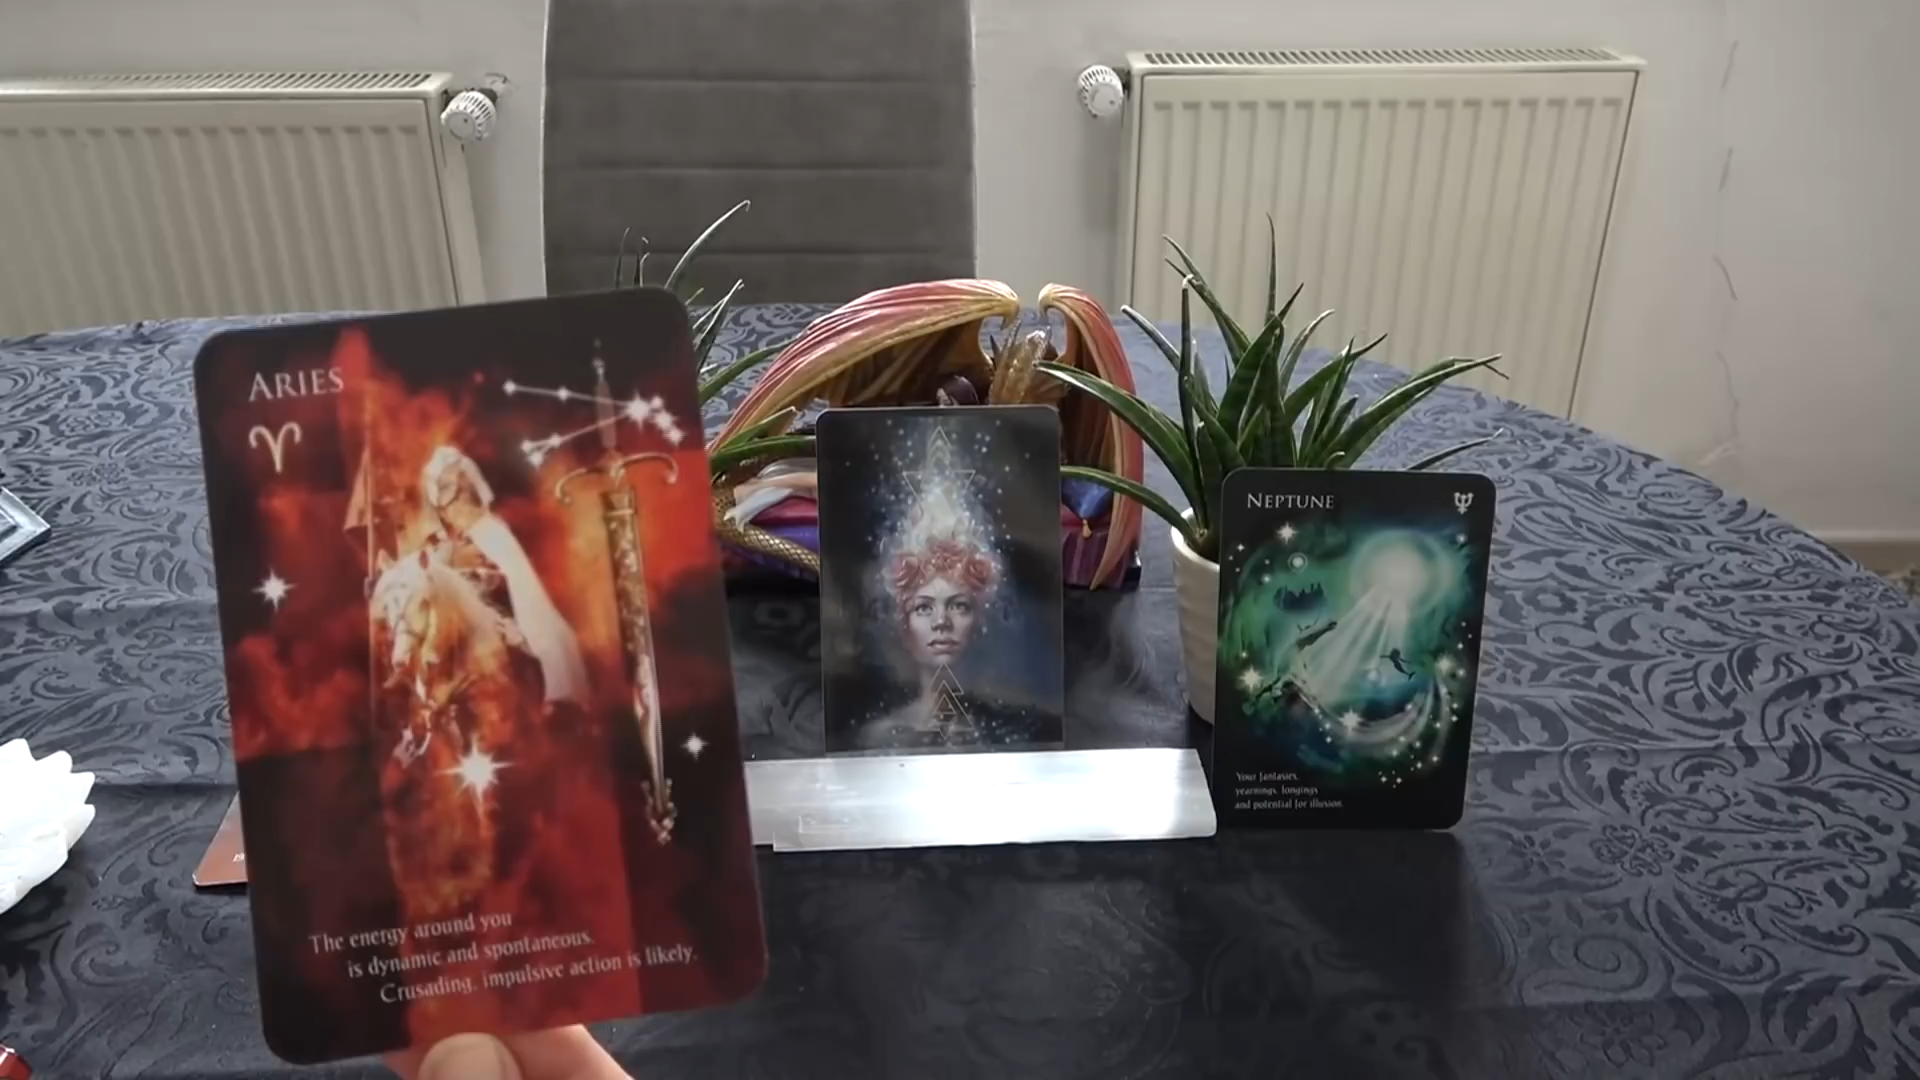 ARIES
The energy around you
is dynamic and spontaneous.
Crusading, impulsive action is likely.
NEPTUNE
Your fantasies,
yearnings, longings
and potential for illusion.